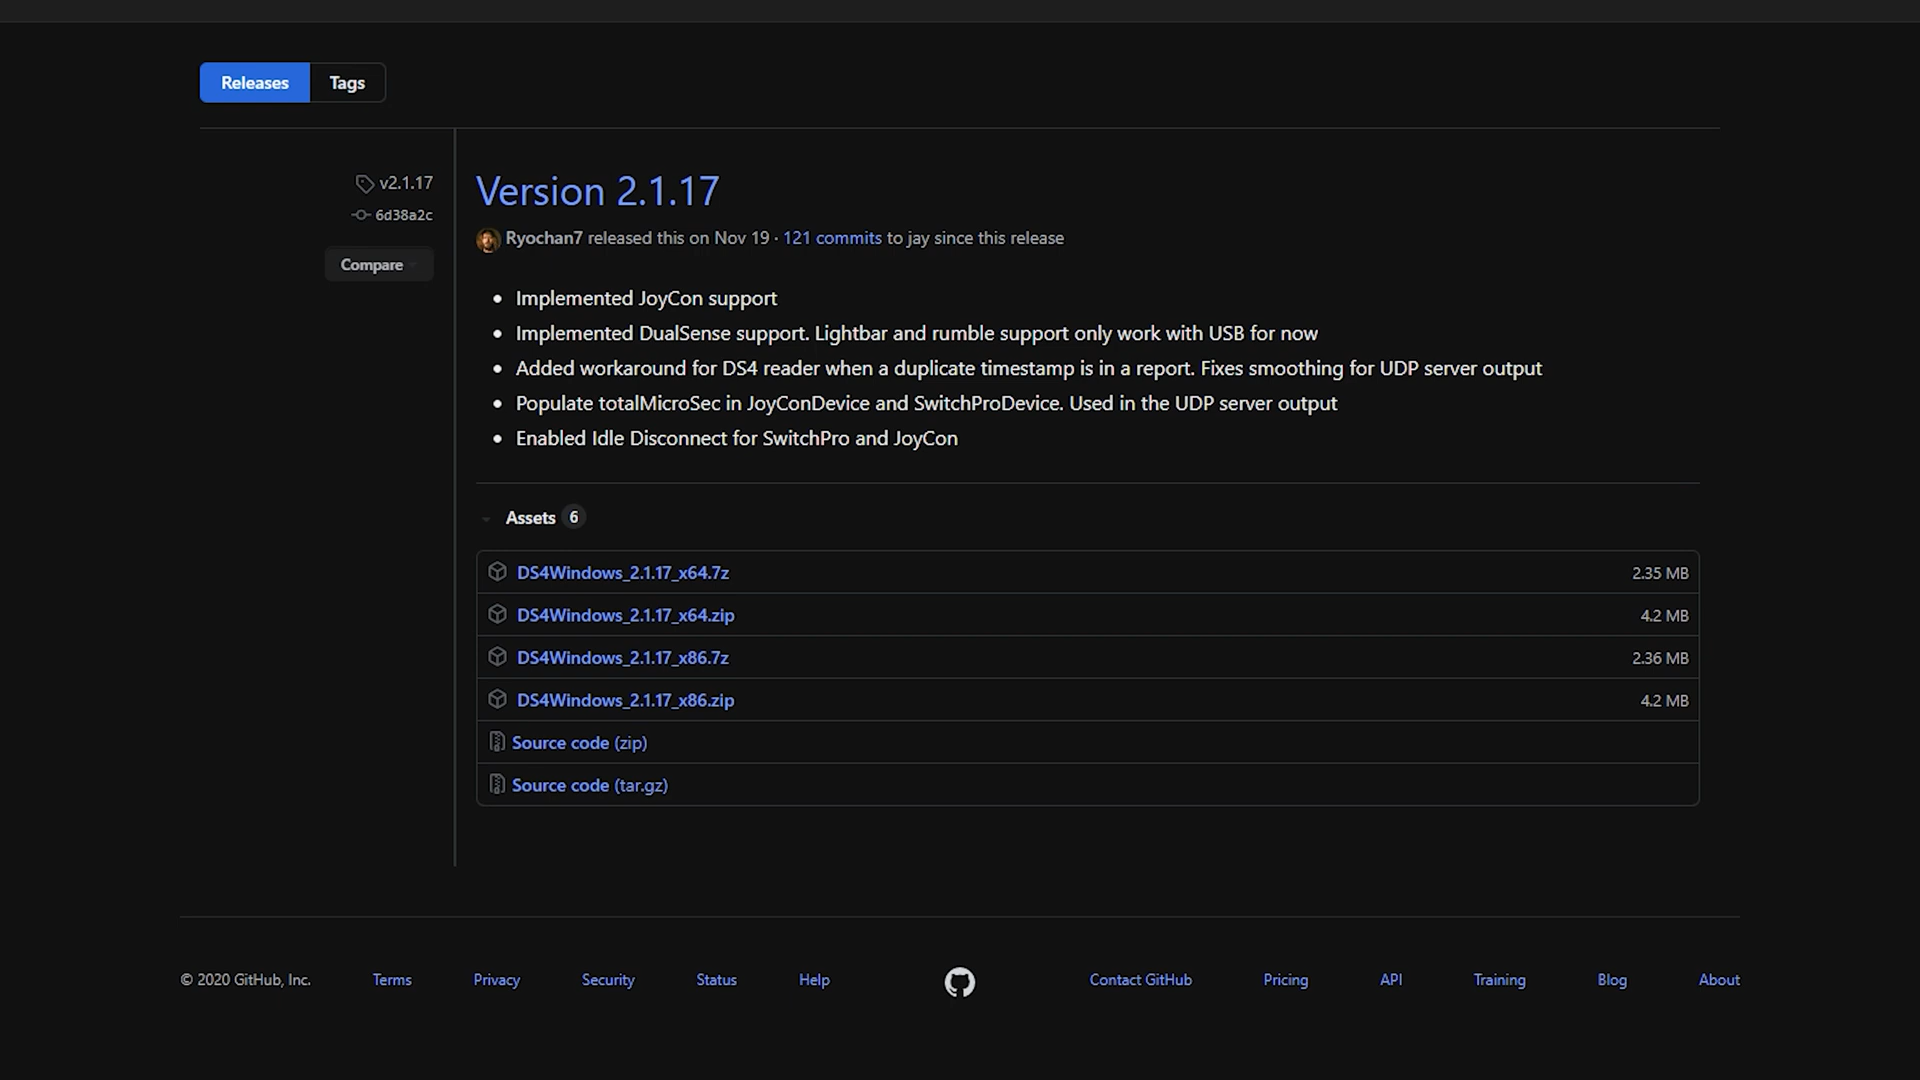 Releases
Tags
v2.1.17
6d38a2c
Compare
Version 2.1.17
Ryochan7 released this on Nov 19 · 121 commits to jay since this release
Implemented JoyCon support
Implemented DualSense support. Lightbar and rumble support only work with USB for now
Added workaround for DS4 reader when a duplicate timestamp is in a report. Fixes smoothing for UDP server output
Populate totalMicroSec in JoyConDevice and SwitchProDevice. Used in the UDP server output
Enabled Idle Disconnect for SwitchPro and JoyCon
Assets 6
DS4Windows_2.1.17_x64.7z 2.35 MB
DS4Windows_2.1.17_x64.zip 4.2 MB
DS4Windows_2.1.17_x86.7z 2.36 MB
DS4Windows_2.1.17_x86.zip 4.2 MB
Source code (zip)
Source code (tar.gz)
© 2020 GitHub, Inc. Terms Privacy Security Status Help Contact GitHub Pricing API Training Blog About